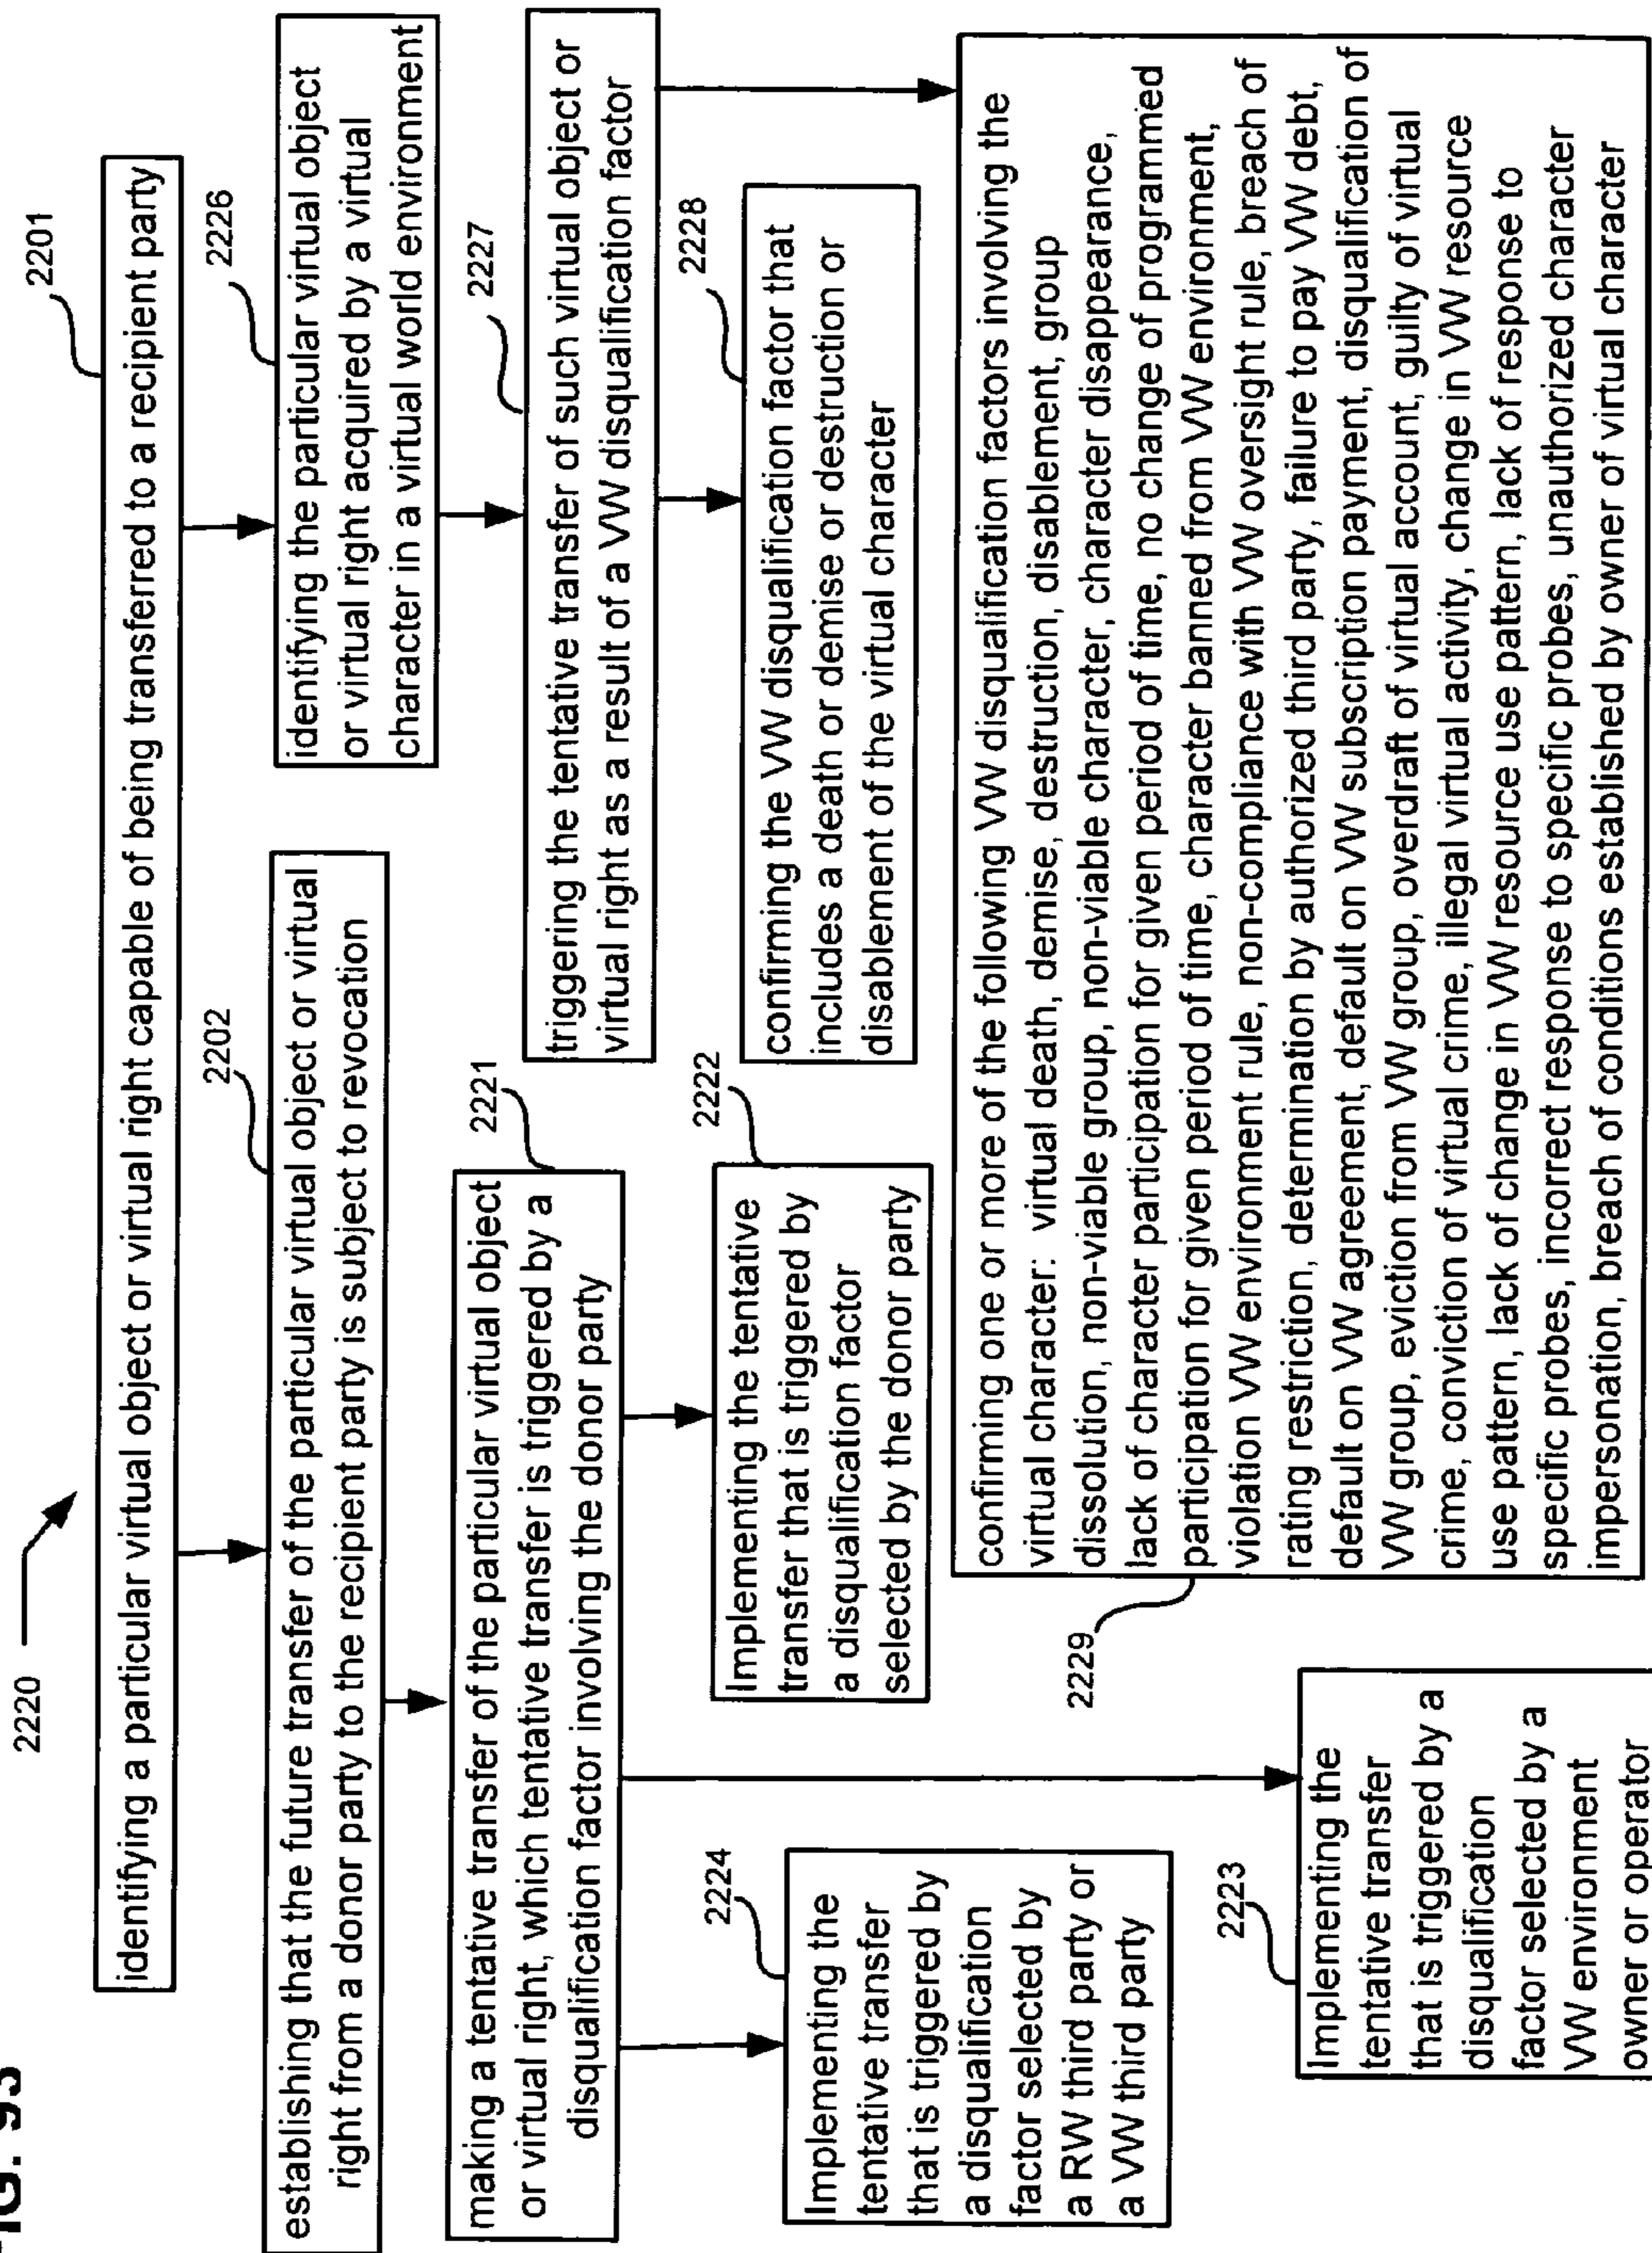 FIG. 93
2220
2201
identifying a particular virtual object or virtual right capable of being transferred to a recipient party
2202
establishing that the future transfer of the particular virtual object or virtual
right from a donor party to the recipient party is subject to revocation
2226
identifying the particular virtual object
or virtual right acquired by a virtual
character in a virtual world environment
2221
making a tentative transfer of the particular virtual object
or virtual right, which tentative transfer is triggered by a
disqualification factor involving the donor party
2227
triggering the tentative transfer of such virtual object or
virtual right as a result of a VW disqualification factor
2224
Implementing the
tentative transfer
that is triggered by
a disqualification
factor selected by
a RW third party or
a VW third party
2222
Implementing the tentative
transfer that is triggered by
a disqualification factor
selected by the donor party
2228
confirming the VW disqualification factor that
includes a death or demise or destruction or
disablement of the virtual character
2223
Implementing the
tentative transfer
that is triggered by a
disqualification
factor selected by a
VW environment
owner or operator
2229
confirming one or more of the following VW disqualification factors involving the
virtual character: virtual death, demise, destruction, disablement, group
dissolution, non-viable group, non-viable character, character disappearance,
lack of character participation for given period of time, no change of programmed
participation for given period of time, character banned from VW environment,
violation VW environment rule, non-compliance with VW oversight rule, breach of
rating restriction, determination by authorized third party, failure to pay VW debt,
default on VW agreement, default on VW subscription payment, disqualification of
VW group, eviction from VW group, overdraft of virtual account, guilty of virtual
crime, conviction of virtual crime, illegal virtual activity, change in VW resource
use pattern, lack of change in VW resource use pattern, lack of response to
specific probes, incorrect response to specific probes, unauthorized character
impersonation, breach of conditions established by owner of virtual character